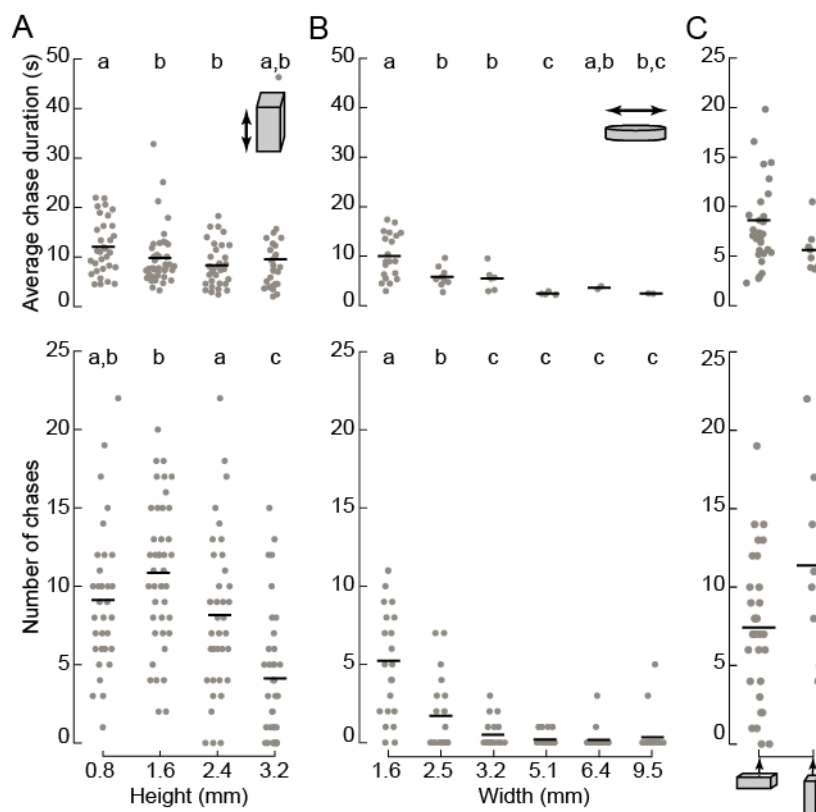 A
B
C
Average chase duration (s)
a b b a,b
50
40
30
20
10
0
a b b c a,b b,c
50
40
30
20
10
0
25
20
15
10
5
0
Number of chases
a,b b a c
25
20
15
10
5
0
a b c c c c
25
20
15
10
5
0
25
20
15
10
5
0
0.8 1.6 2.4 3.2
Height (mm)
1.6 2.5 3.2 5.1 6.4 9.5
Width (mm)